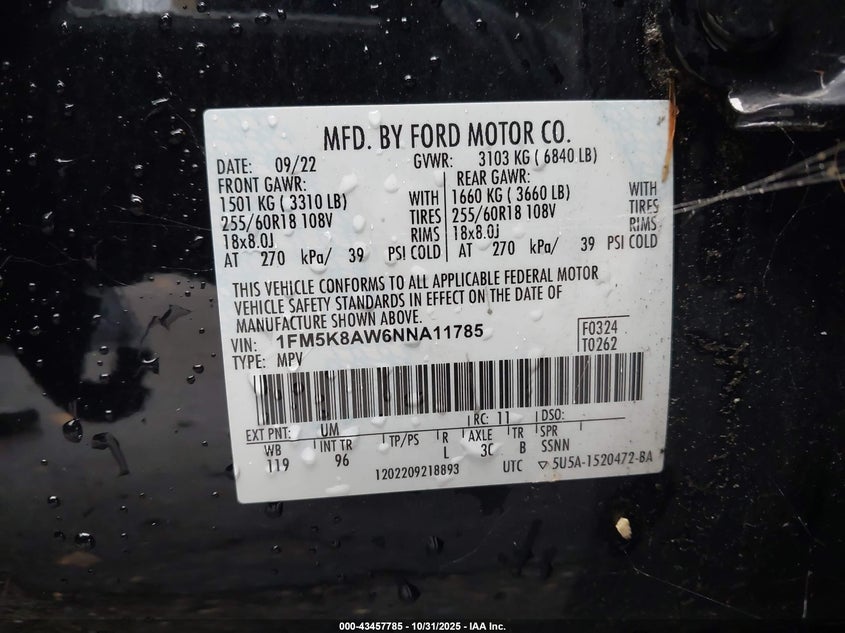 MFD. BY FORD MOTOR CO.
DATE: 09/22 GVWR: 3103 KG ( 6840 LB)
FRONT GAWR: REAR GAWR:
1501 KG ( 3310 LB) WITH 1660 KG ( 3660 LB) WITH
255/60R18 108V TIRES 255/60R18 108V TIRES
18x8.0J RIMS 18x8.0J RIMS
AT 270 kPa/ 39 PSI COLD AT 270 kPa/ 39 PSI COLD
THIS VEHICLE CONFORMS TO ALL APPLICABLE FEDERAL MOTOR
VEHICLE SAFETY STANDARDS IN EFFECT ON THE DATE OF
MANUFACTURE SHOWN ABOVE.
VIN: 1FM5K8AW6NNA11785 F0324
TYPE: MPV T0262
EXT PNT: UM RC: 11 DSO:
WB INT TR TP/PS R AXLE TR SPR
119 96 L 3C B SSNN
1202209218893 UTC ▽ 5U5A-1520472-BA
000-43457785 - 10/31/2025 - IAA Inc.